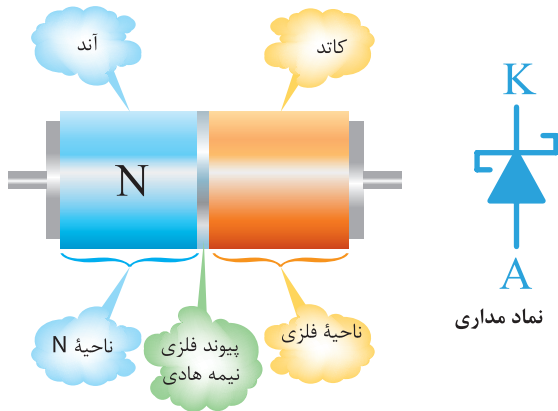 آند
کاتد
N
K
A
ناحیهٔ N
پیوند فلزی
نیمه هادی
ناحیهٔ فلزی
نماد مداری